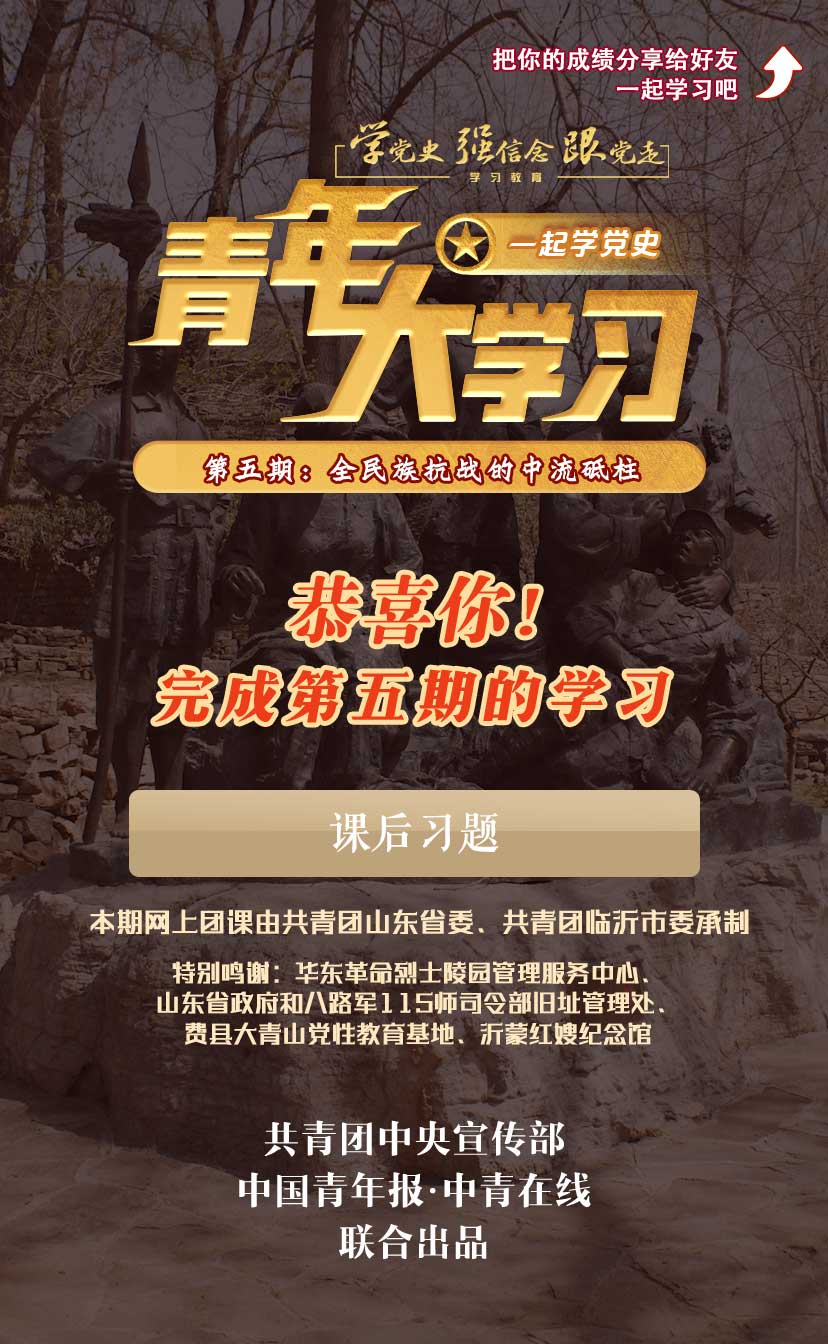 把你的成绩分享给好友
一起学习吧
学党史 强信念 跟党走
学习教育
青年大学习
一起学党史
第五期：全民族抗战的中流砥柱
恭喜你！
完成第五期的学习
课后习题
本期网上团课由共青团山东省委、共青团临沂市委承制
特别鸣谢：华东革命烈士陵园管理服务中心、
山东省政府和八路军115师司令部旧址管理处、
费县大青山党性教育基地、沂蒙红嫂纪念馆
共青团中央宣传部
中国青年报·中青在线
联合出品